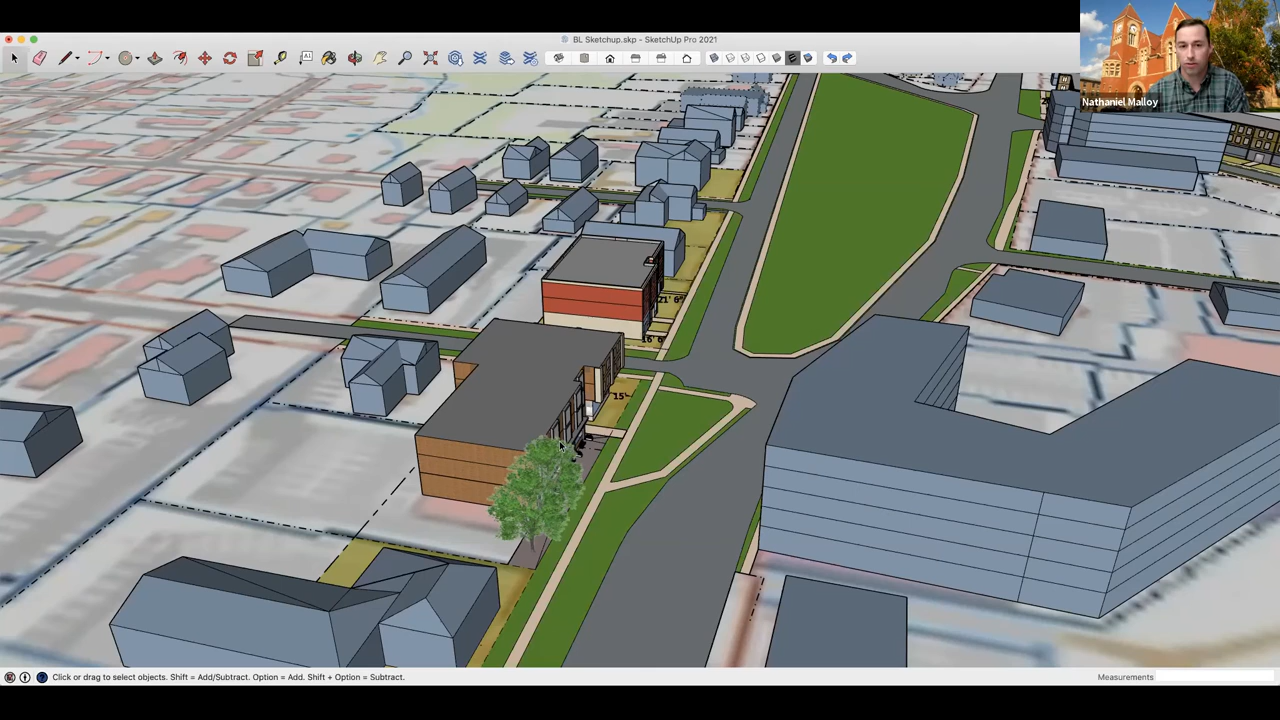 BL Sketchup.skp - SketchUp Pro 2021
Nathaniel Malloy
21' 6"
15'
Click or drag to select objects. Shift = Add/Subtract. Option = Add. Shift + Option = Subtract.
Measurements